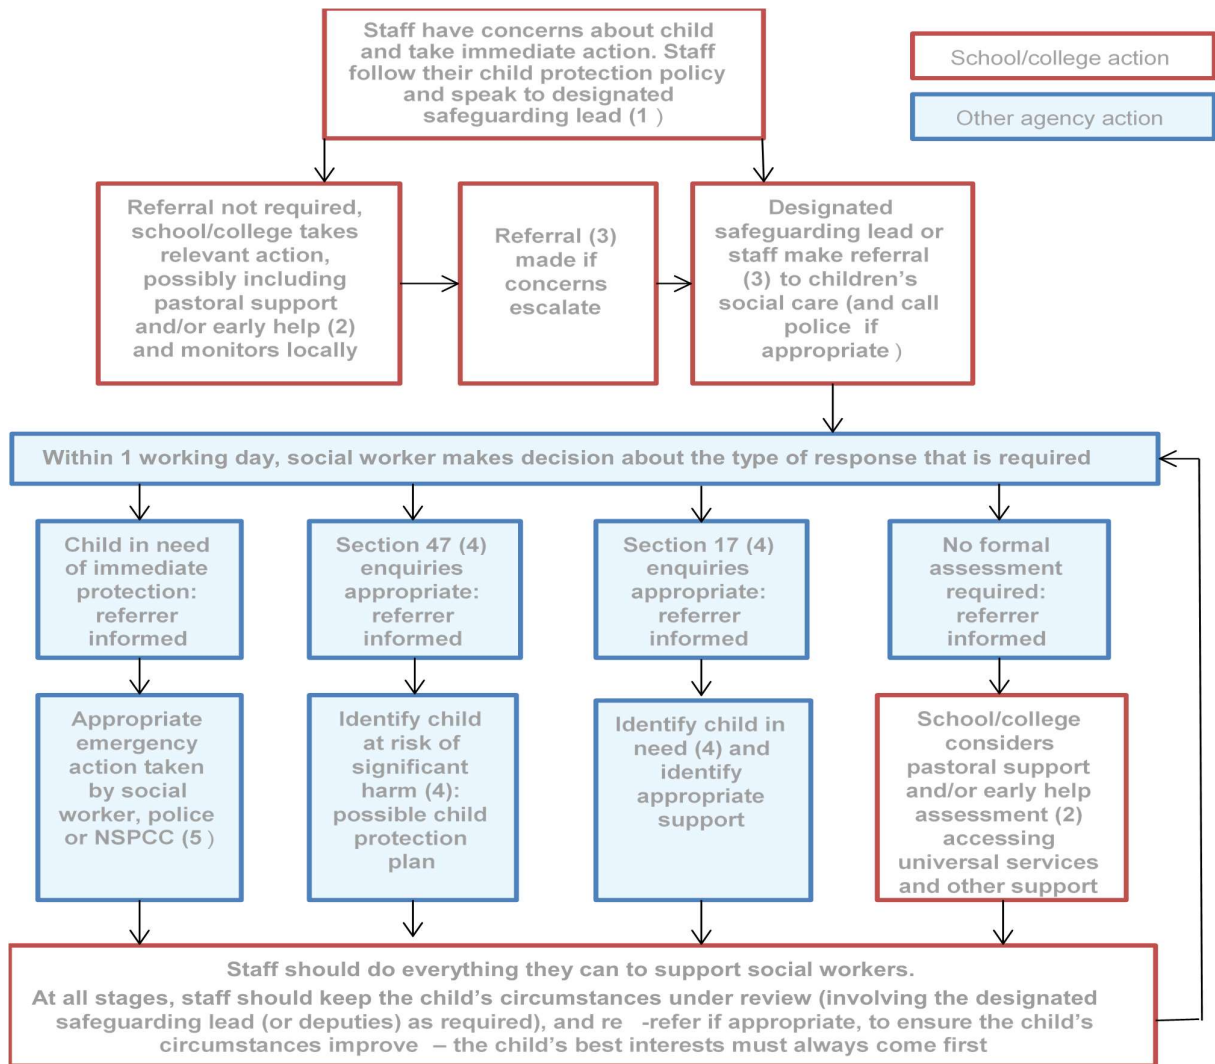 Staff have concerns about child
and take immediate action. Staff
follow their child protection policy
and speak to designated
safeguarding lead (1 )
School/college action
Other agency action
Referral not required,
school/college takes
relevant action,
possibly including
pastoral support
and/or early help (2)
and monitors locally
Referral (3)
made if
concerns
escalate
Designated
safeguarding lead or
staff make referral
(3) to children’s
social care (and call
police if
appropriate )
Within 1 working day, social worker makes decision about the type of response that is required
Child in need
of immediate
protection:
referrer
informed
Section 47 (4)
enquiries
appropriate:
referrer
informed
Section 17 (4)
enquiries
appropriate:
referrer
informed
No formal
assessment
required:
referrer
informed
Appropriate
emergency
action taken
by social
worker, police
or NSPCC (5 )
Identify child
at risk of
significant
harm (4):
possible child
protection
plan
Identify child in
need (4) and
identify
appropriate
support
School/college
considers
pastoral support
and/or early help
assessment (2)
accessing
universal services
and other support
Staff should do everything they can to support social workers.
At all stages, staff should keep the child’s circumstances under review (involving the designated
safeguarding lead (or deputies) as required), and re -refer if appropriate, to ensure the child’s
circumstances improve – the child’s best interests must always come first